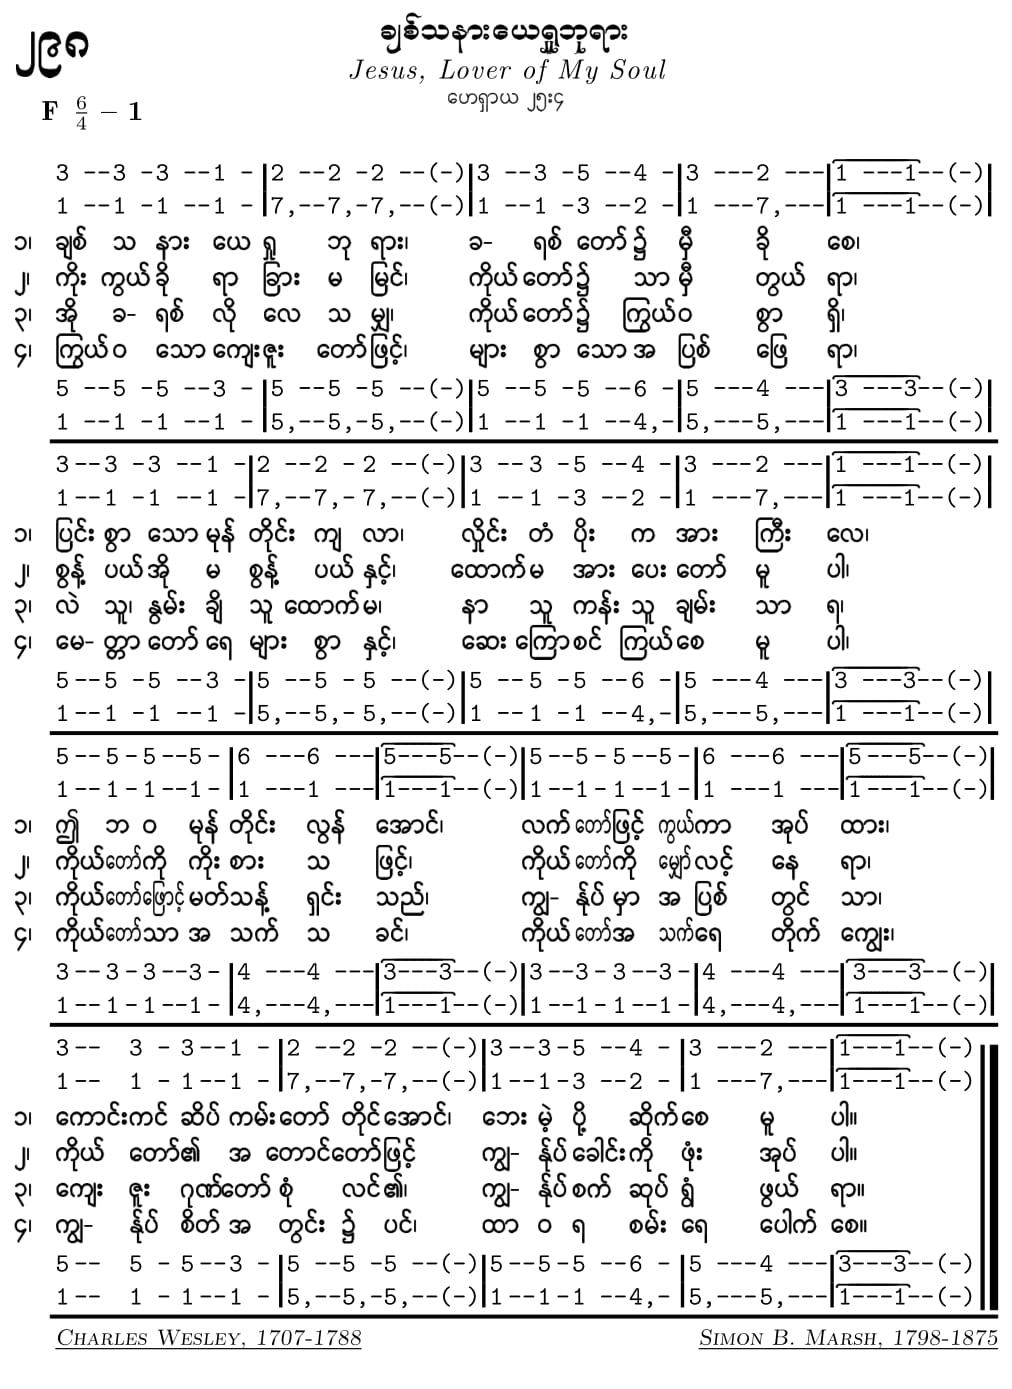 ၂၉၈
ချစ်သနားယေရှုဘုရား
Jesus, Lover of My Soul
ဟေရှာယ ၂၅း၄
F 6/4 – 1
3 --3 -3 --1 -|2 --2 -2 --(-)|3 --3 -5 --4 -|3 ---2 ---|1 ---1--(-)|
1 --1 -1 --1 -|7,--7,-7,--(-)|1 --1 -3 --2 -|1 ---7,---|1 ---1--(-)|
၁၊ ချစ် သ နား ယေ ရှု ဘု ရား၊ ခ- ရစ် တော် ၌ မှီ ခို စေ၊
၂၊ ကိုး ကွယ် ခို ရာ ခြား မ မြင်၊ ကိုယ် တော်၌ သာ မှီ တွယ် ရာ၊
၃၊ အို ခ- ရစ် လို လေ သ မျှ၊ ကိုယ် တော်၌ ကြွယ်ဝ စွာ ရှိ၊
၄၊ ကြွယ် ဝ သော ကျေးဇူး တော်ဖြင့်၊ များ စွာ သော အ ပြစ် ဖြေ ရာ၊
5 --5 -5 --3 -|5 --5 -5 --(-)|5 --5 -5 --6 -|5 ---4 ---|3 ---3--(-)|
1 --1 -1 --1 -|5,--5,-5,--(-)|1 --1 -1 --4,-|5,---5,---|1 ---1--(-)|
3--3 -3 --1 -|2 --2 - 2 --(-)|3 -- 3 -5 --4 -|3 ---2 ---|1 ---1--(-)|
1--1 -1 --1 -|7,--7,- 7,--(-)|1 -- 1 -3 --2 -|1 ---7,---|1 ---1--(-)|
၁၊ ပြင်း စွာ သော မုန် တိုင်း ကျ လာ၊ လှိုင်း တံ ပိုး က အား ကြီး လေ၊
၂၊ စွန့် ပယ် အို မ စွန့် ပယ် နှင့်၊ ထောက် မ အား ပေး တော် မူ ပါ၊
၃၊ လဲ သူ၊ နွမ်း ချိ သူ ထောက် မ၊ နာ သူ ကန်း သူ ချမ်း သာ ရ၊
၄၊ မေ- တ္တာ တော် ရေ များ စွာ နှင့်၊ ဆေး ကြောစင် ကြယ် စေ မူ ပါ၊
5--5 -5 --3 -|5 --5 - 5 --(-)|5 -- 5 -5 --6 -|5 ---4 ---|3 ---3--(-)|
1--1 -1 --1 -|5,--5,- 5,--(-)|1 -- 1 -1 --4,-|5,---5,---|1 ---1--(-)|
5--5-5--5-|6 ---6 ---|5---5--(-)|5--5-5--5-|6 ---6 ---|5---5--(-)|
1--1-1--1-|1 ---1 ---|1---1--(-)|1--1-1--1-|1 ---1 ---|1---1--(-)|
၁၊ ဤ ဘ ဝ မုန် တိုင်း လွန် အောင်၊ လက် တော်ဖြင့် ကွယ်ကာ အုပ် ထား၊
၂၊ ကိုယ်တော်ကို ကိုး စား သ ဖြင့်၊ ကိုယ် တော်ကို မျှော်လင့် နေ ရာ၊
၃၊ ကိုယ်တော်ဖြောင့် မတ်သန့် ရှင်း သည်၊ ကျွ- န်ုပ် မှာ အ ပြစ် တွင် သာ၊
၄၊ ကိုယ်တော်သာ အ သက် သ ခင်၊ ကိုယ် တော်အ သက်ရေ တိုက် ကျွေး၊
3--3-3--3-|4 ---4 ---|3---3--(-)|3--3-3--3-|4 ---4 ---|3---3--(-)|
1--1-1--1-|4,---4,---|1---1--(-)|1--1-1--1-|4,---4,---|1---1--(-)|
3-- 3 - 3--1 -|2 --2 -2 --(-)|3--3-5 --4 -|3 ---2 ---|1---1--(-)
1-- 1 - 1--1 -|7,--7,-7,--(-)|1--1-3 --2 -|1 ---7,---|1---1--(-)
၁၊ ကောင်းကင် ဆိပ် ကမ်းတော် တိုင်အောင်၊ ဘေး မဲ့ ပို့ ဆိုက်စေ မူ ပါ။
၂၊ ကိုယ် တော်၏ အ တောင်တော်ဖြင့် ကျွ- န်ုပ် ခေါင်း ကို ဖုံး အုပ် ပါ။
၃၊ ကျေး ဇူး ဂုဏ်တော် စုံ လင်၏၊ ကျွ- န်ုပ် စက် ဆုပ် ရွံ ဖွယ် ရာ။
၄၊ ကျွ- န်ုပ် စိတ် အ တွင်း ၌ ပင်၊ ထာ ဝ ရ စမ်း ရေ ပေါက် စေ။
5-- 5 - 5--3 -|5 --5 -5 --(-)|5--5-5 --6 -|5 ---4 ---|3---3--(-)
1-- 1 - 1--1 -|5,--5,-5,--(-)|1--1-1 --4,-|5,---5,---|1---1--(-)
CHARLES WESLEY, 1707-1788
SIMON B. MARSH, 1798-1875